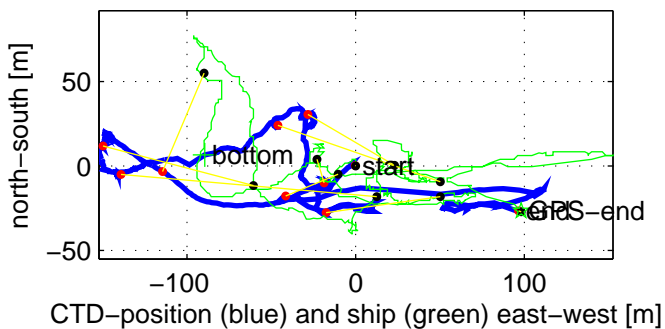 north−south [m]
50
0
−50
bottom
start
end
GPS−end
−100
0
100
CTD−position (blue) and ship (green) east−west [m]